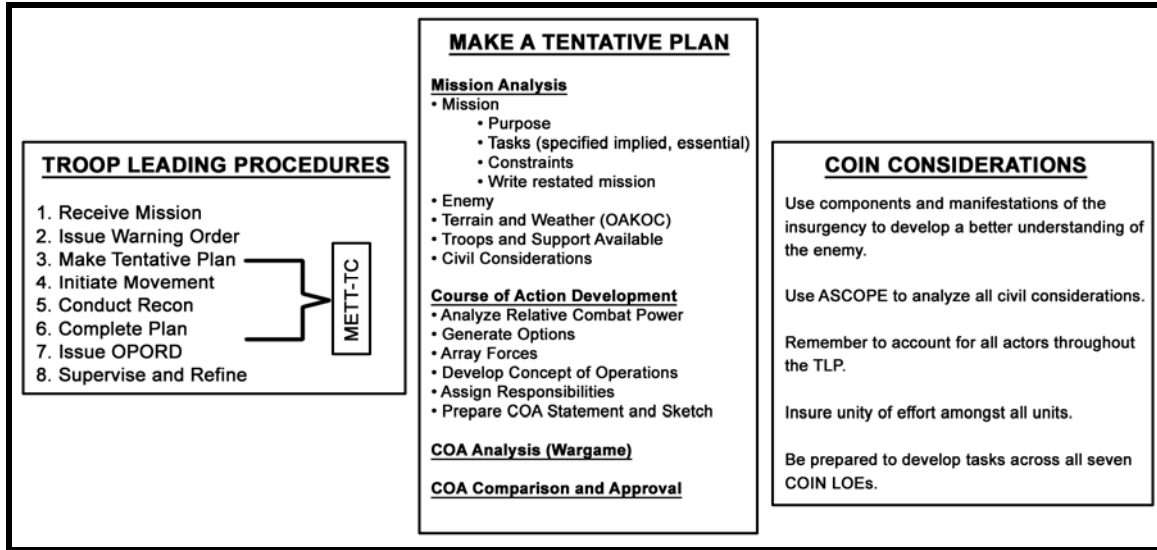 TROOP LEADING PROCEDURES
1. Receive Mission
2. Issue Warning Order
3. Make Tentative Plan
4. Initiate Movement
5. Conduct Recon
6. Complete Plan
7. Issue OPORD
8. Supervise and Refine
METT-TC
MAKE A TENTATIVE PLAN
Mission Analysis
• Mission
• Purpose
• Tasks (specified implied, essential)
• Constraints
• Write restated mission
• Enemy
• Terrain and Weather (OAKOC)
• Troops and Support Available
• Civil Considerations
Course of Action Development
• Analyze Relative Combat Power
• Generate Options
• Array Forces
• Develop Concept of Operations
• Assign Responsibilities
• Prepare COA Statement and Sketch
COA Analysis (Wargame)
COA Comparison and Approval
COIN CONSIDERATIONS
Use components and manifestations of the
insurgency to develop a better understanding of
the enemy.
Use ASCOPE to analyze all civil considerations.
Remember to account for all actors throughout
the TLP.
Insure unity of effort amongst all units.
Be prepared to develop tasks across all seven
COIN LOEs.